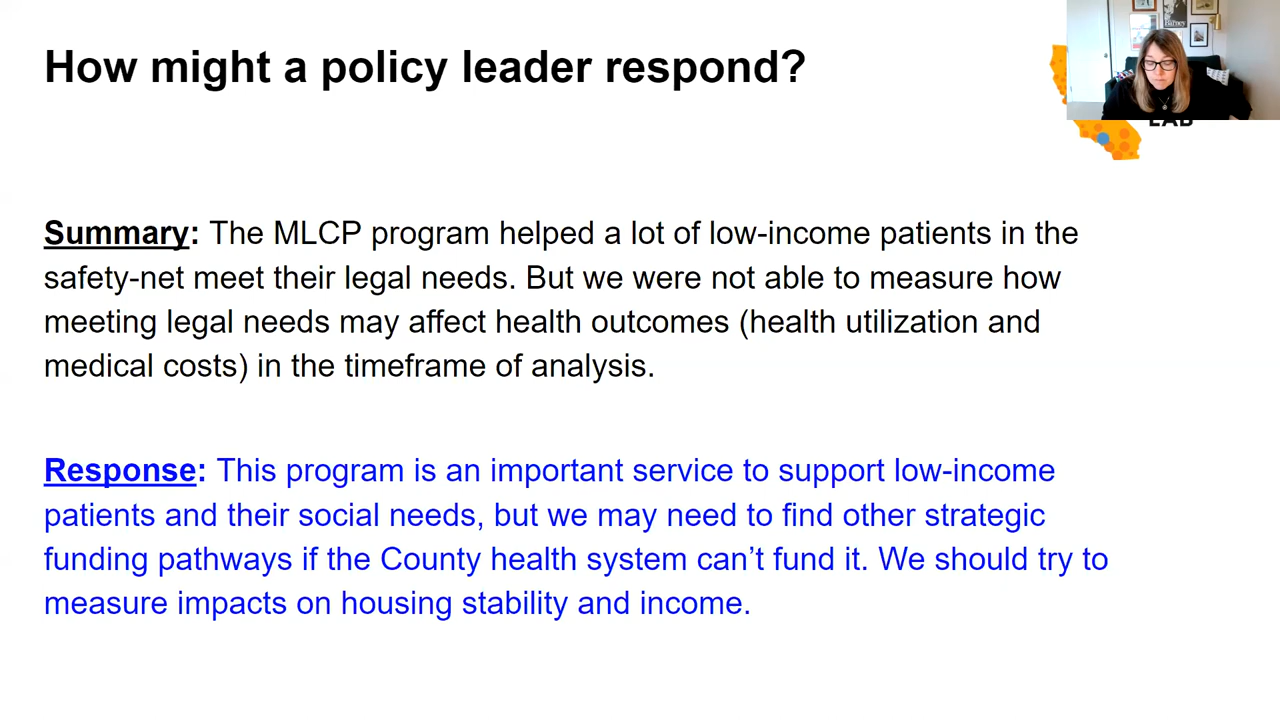 How might a policy leader respond?
Barney
LAB
Summary: The MLCP program helped a lot of low-income patients in the
safety-net meet their legal needs. But we were not able to measure how
meeting legal needs may affect health outcomes (health utilization and
medical costs) in the timeframe of analysis.
Response: This program is an important service to support low-income
patients and their social needs, but we may need to find other strategic
funding pathways if the County health system can’t fund it. We should try to
measure impacts on housing stability and income.